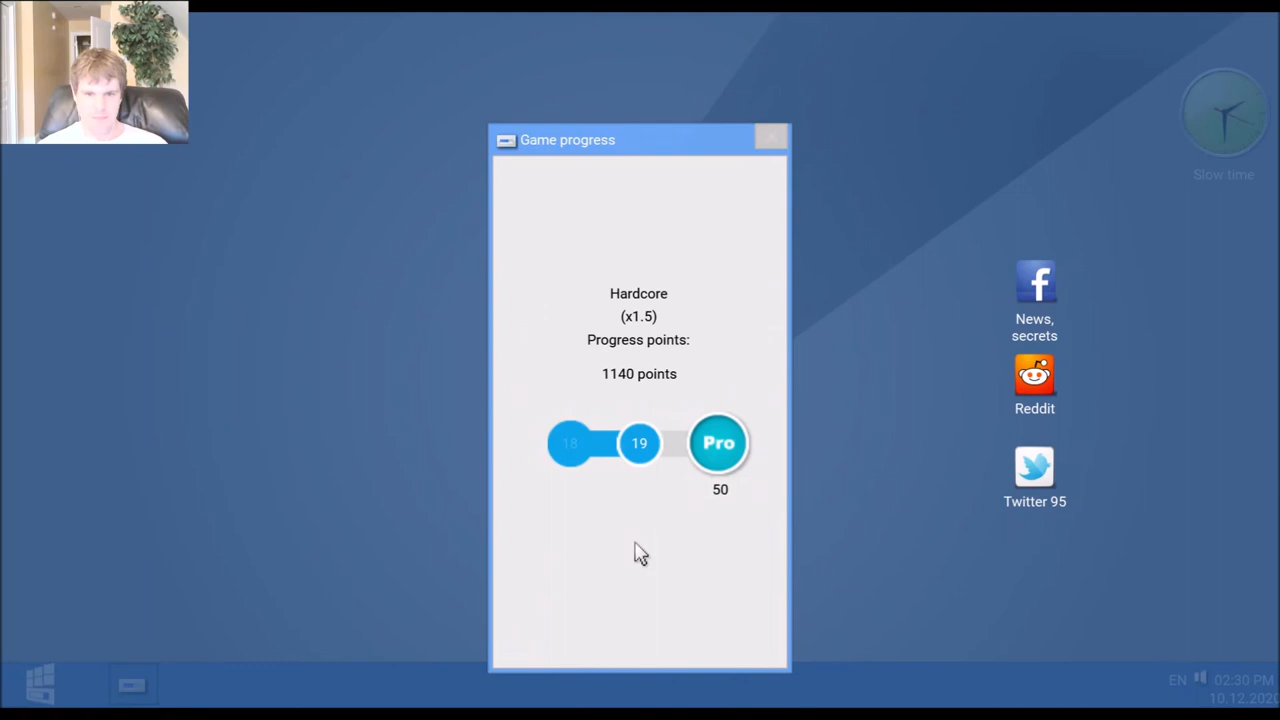 Game progress
Slow time
Hardcore
(x1.5)
Progress points:
1140 points
18
19
Pro
50
News,
secrets
Reddit
Twitter 95
EN
02:30 PM